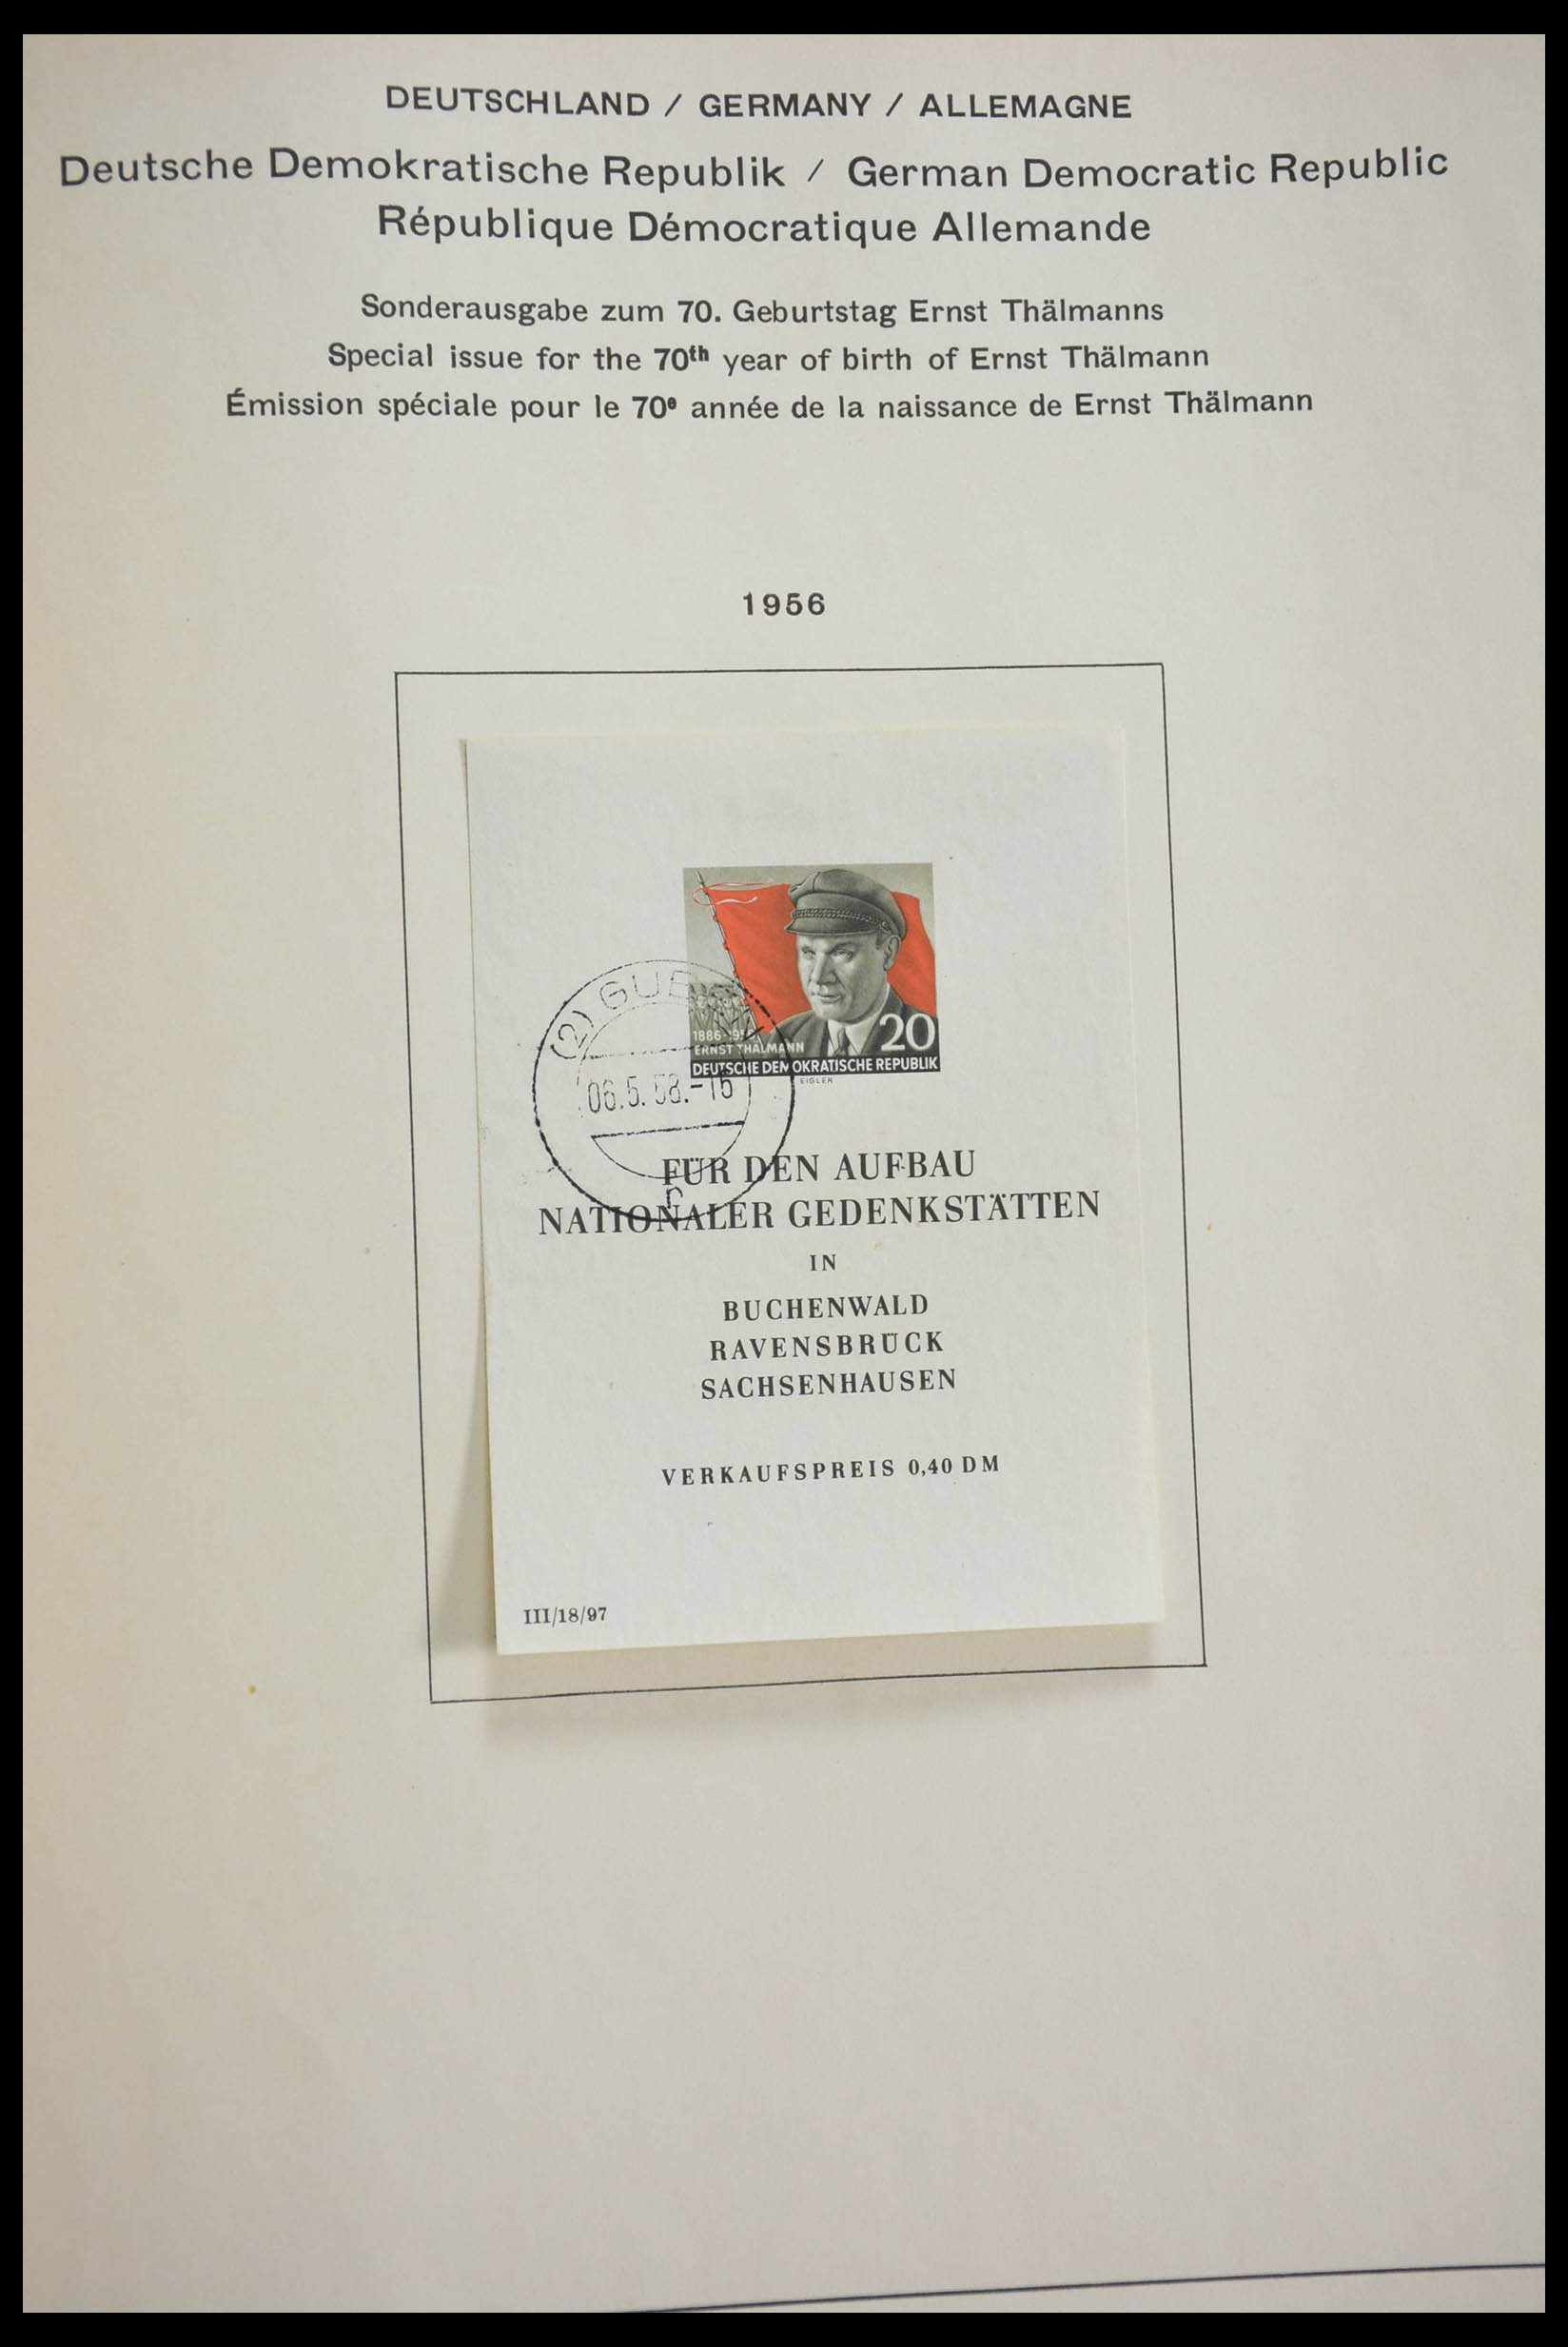 DEUTSCHLAND / GERMANY / ALLEMAGNE
Deutsche Demokratische Republik / German Democratic Republic
République Démocratique Allemande
Sonderausgabe zum 70. Geburtstag Ernst Thälmanns
Special issue for the 70th year of birth of Ernst Thälmann
Émission spéciale pour le 70e année de la naissance de Ernst Thälmann
1956
(2)
1886
ERNST THÄLMANN
20
DEUTSCHE DEMOKRATISCHE REPUBLIK
EIGLER
06.5.58.-16
FÜR DEN AUFBAU
NATIONALER GEDENKSTÄTTEN
IN
BUCHENWALD
RAVENSBRÜCK
SACHSENHAUSEN
VERKAUFSPREIS 0,40 DM
III/18/97